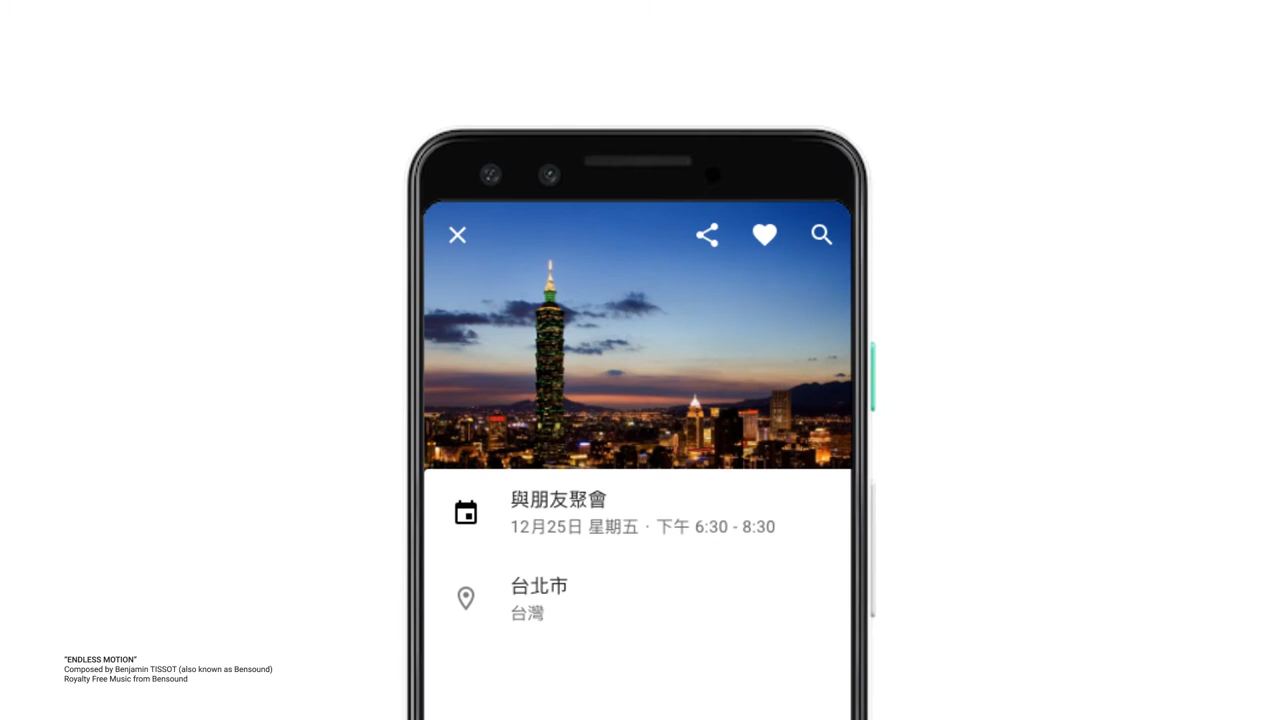 與朋友聚會
12月25日 星期五 · 下午 6:30 - 8:30
台北市
台灣
"ENDLESS MOTION"
Composed by Benjamin TISSOT (also known as Bensound)
Royalty Free Music from Bensound